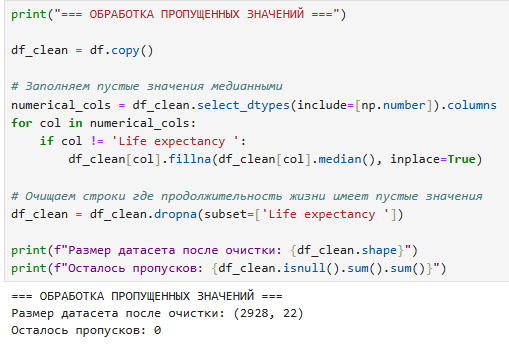 print("=== ОБРАБОТКА ПРОПУЩЕННЫХ ЗНАЧЕНИЙ ===")

df_clean = df.copy()

# Заполняем пустые значения медианными
numerical_cols = df_clean.select_dtypes(include=[np.number]).columns
for col in numerical_cols:
    if col != 'Life expectancy ':
        df_clean[col].fillna(df_clean[col].median(), inplace=True)

# Очищаем строки где продолжительность жизни имеет пустые значения
df_clean = df_clean.dropna(subset=['Life expectancy '])

print(f"Размер датасета после очистки: {df_clean.shape}")
print(f"Осталось пропусков: {df_clean.isnull().sum().sum()}")
=== ОБРАБОТКА ПРОПУЩЕННЫХ ЗНАЧЕНИЙ ===
Размер датасета после очистки: (2928, 22)
Осталось пропусков: 0